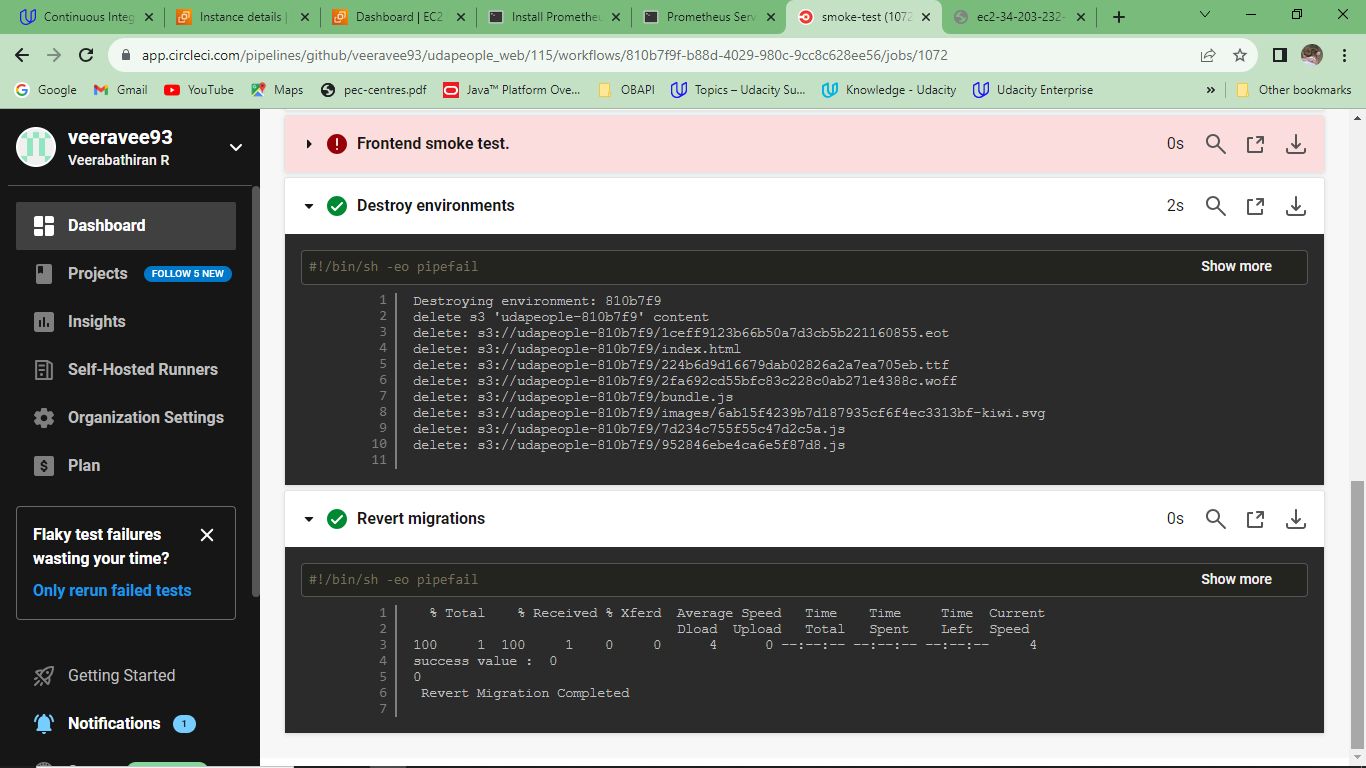 Continuous Integ
Instance details |
Dashboard | EC2
Install Prometheu
Prometheus Serv
smoke-test (1072
ec2-34-203-232-
app.circleci.com/pipelines/github/veeravee93/udapeople_web/115/workflows/810b7f9f-b88d-4029-980c-9cc8c628ee56/jobs/1072
Google
Gmail
YouTube
Maps
pec-centres.pdf
Java™ Platform Ove...
OBAPI
Topics – Udacity Su...
Knowledge - Udacity
Udacity Enterprise
»
Other bookmarks
veeravee93
Veerabathiran R
Dashboard
Projects
FOLLOW 5 NEW
Insights
Self-Hosted Runners
Organization Settings
Plan
Flaky test failures
wasting your time?
Only rerun failed tests
Getting Started
Notifications
1
Frontend smoke test.
0s
Destroy environments
2s
#!/bin/sh -eo pipefail
Show more
1 Destroying environment: 810b7f9
2 delete s3 'udapeople-810b7f9' content
3 delete: s3://udapeople-810b7f9/1ceff9123b66b50a7d3cb5b221160855.eot
4 delete: s3://udapeople-810b7f9/index.html
5 delete: s3://udapeople-810b7f9/224b6d9d16679dab02826a2a7ea705eb.ttf
6 delete: s3://udapeople-810b7f9/2fa692cd55bfc83c228c0ab271e4388c.woff
7 delete: s3://udapeople-810b7f9/bundle.js
8 delete: s3://udapeople-810b7f9/images/6ab15f4239b7d187935cf6f4ec3313bf-kiwi.svg
9 delete: s3://udapeople-810b7f9/7d234c755f55c47d2c5a.js
10 delete: s3://udapeople-810b7f9/952846ebe4ca6e5f87d8.js
11
Revert migrations
0s
#!/bin/sh -eo pipefail
Show more
1 % Total % Received % Xferd Average Speed Time Time Time Current
2 Dload Upload Total Spent Left Speed
3 100 1 100 1 0 0 4 0 --:--:-- --:--:-- --:--:-- 4
4 success value : 0
5 0
6 Revert Migration Completed
7